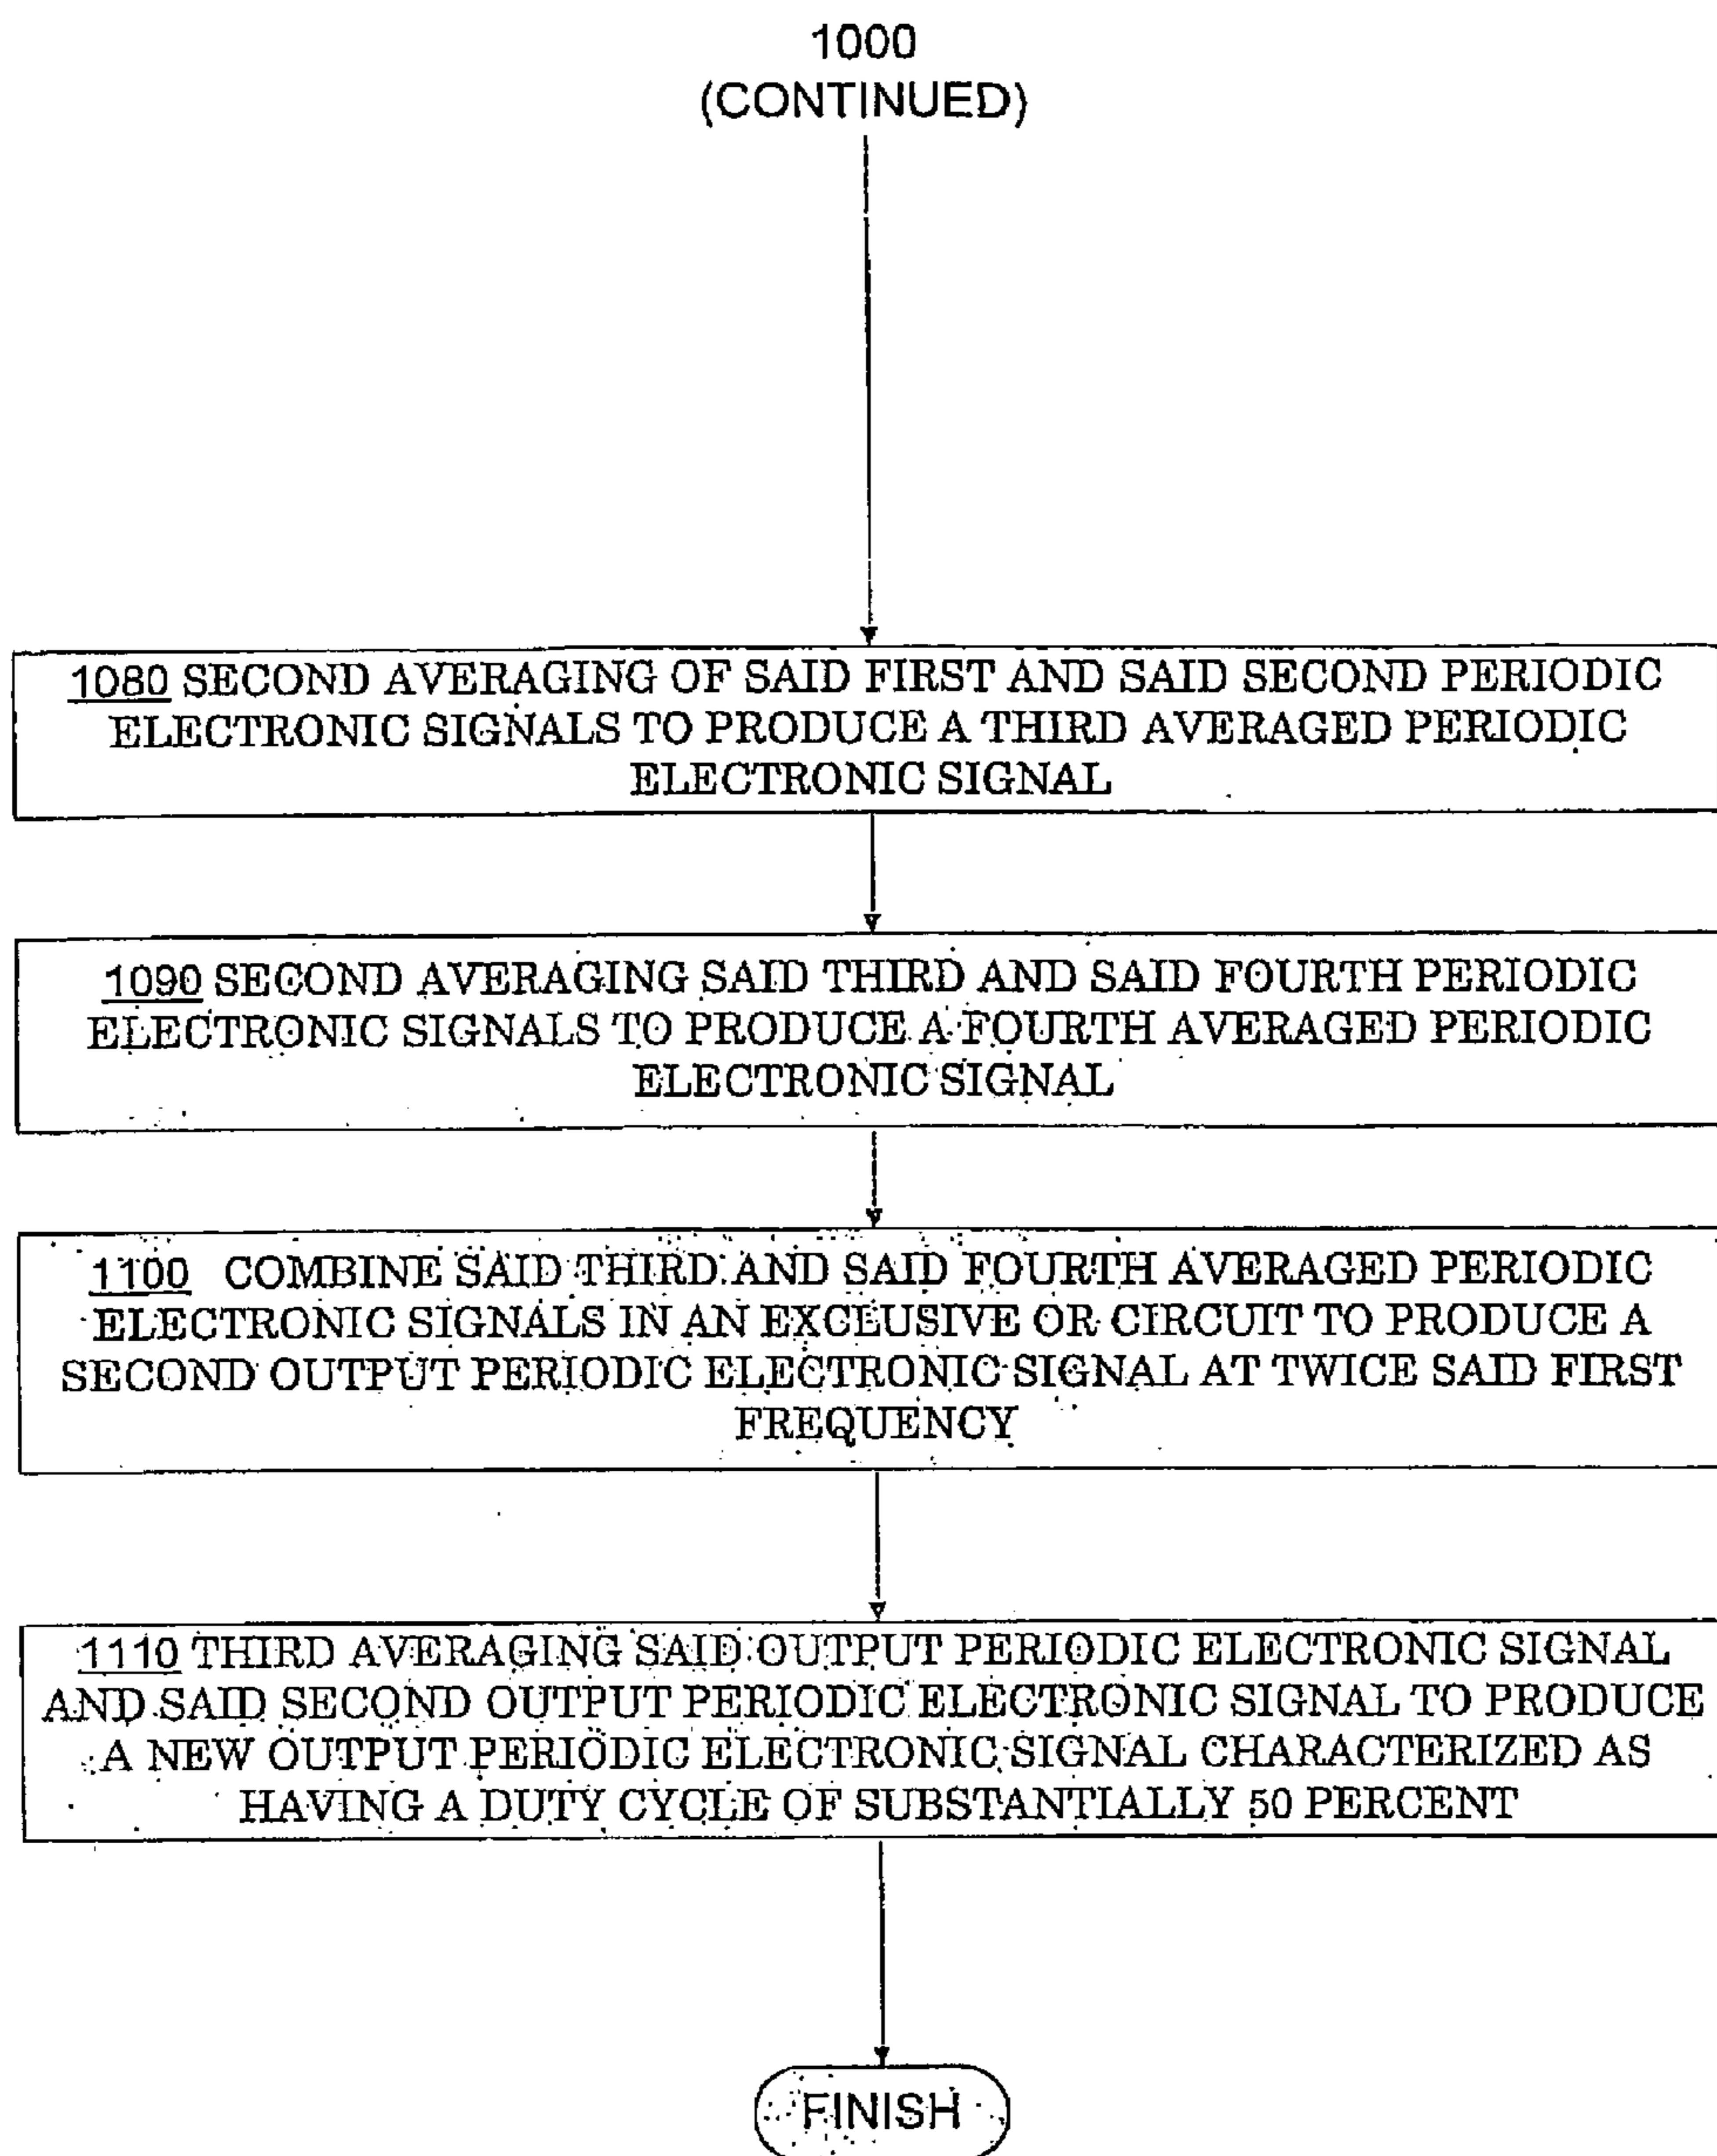 1000
(CONTINUED)
1080 SECOND AVERAGING OF SAID FIRST AND SAID SECOND PERIODIC
ELECTRONIC SIGNALS TO PRODUCE A THIRD AVERAGED PERIODIC
ELECTRONIC SIGNAL
1090 SECOND AVERAGING SAID THIRD AND SAID FOURTH PERIODIC
ELECTRONIC SIGNALS TO PRODUCE A FOURTH AVERAGED PERIODIC
ELECTRONIC SIGNAL
1100 COMBINE SAID THIRD AND SAID FOURTH AVERAGED PERIODIC
ELECTRONIC SIGNALS IN AN EXCLUSIVE OR CIRCUIT TO PRODUCE A
SECOND OUTPUT PERIODIC ELECTRONIC SIGNAL AT TWICE SAID FIRST
FREQUENCY
1110 THIRD AVERAGING SAID OUTPUT PERIODIC ELECTRONIC SIGNAL
AND SAID SECOND OUTPUT PERIODIC ELECTRONIC SIGNAL TO PRODUCE
A NEW OUTPUT PERIODIC ELECTRONIC SIGNAL CHARACTERIZED AS
HAVING A DUTY CYCLE OF SUBSTANTIALLY 50 PERCENT
FINISH